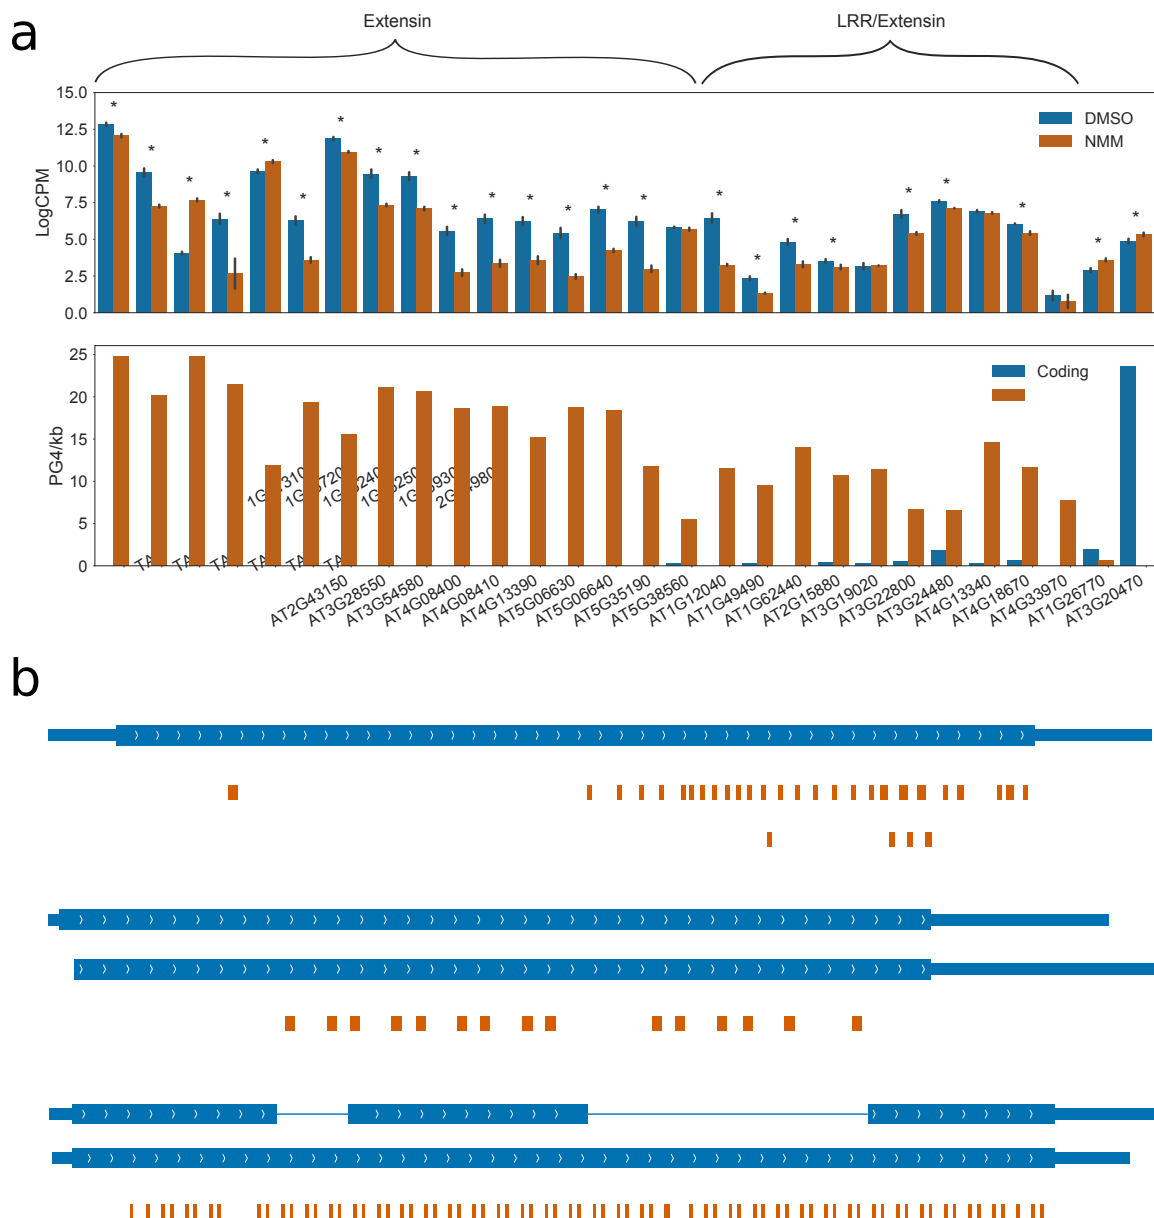 a
Extensin
LRR/Extensin
15.0
12.5
10.0
7.5
5.0
2.5
0.0
LogCPM
* * * * * * * * * * * * * * * * * * * * * * * *
DMSO
NMM
25
20
15
10
5
0
PG4/kb
Coding
AT2G43150
AT3G28550
AT3G54580
AT4G08400
AT4G08410
AT4G13390
AT5G06630
AT5G06640
AT5G35190
AT5G38560
AT1G12040
AT1G49490
AT1G62440
AT2G15880
AT3G19020
AT3G22800
AT3G24480
AT4G13340
AT4G18670
AT4G33970
AT1G26770
AT3G20470
b